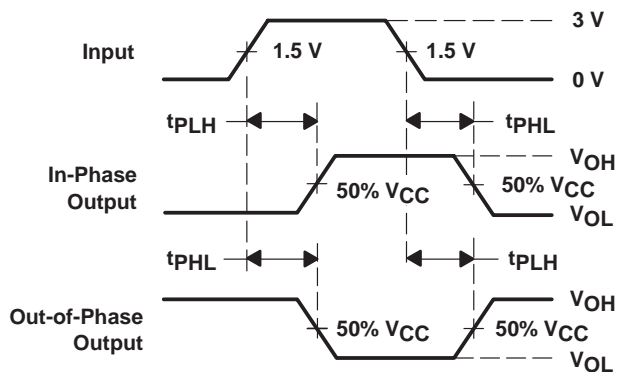 3 V
Input
1.5 V
1.5 V
0 V
tPLH
tPHL
VOH
In-Phase
Output
50% VCC
50% VCC
VOL
tPHL
tPLH
VOH
Out-of-Phase
Output
50% VCC
50% VCC
VOL